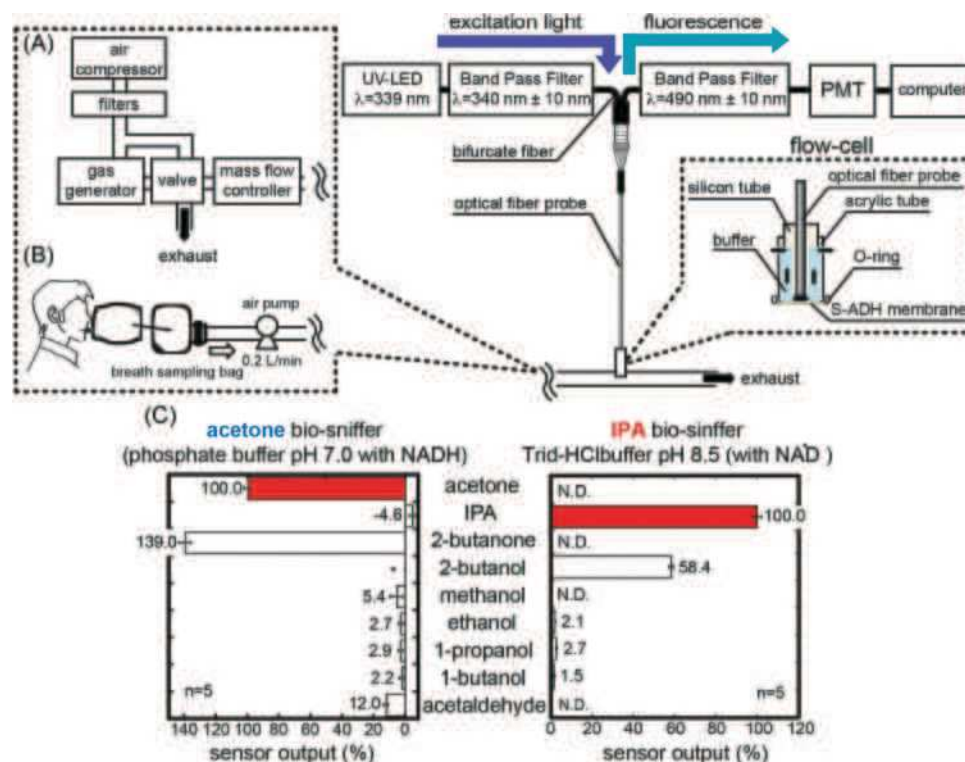 (A)
air
compressor
filters
gas
generator
valve
mass flow
controller
exhaust
(B)
air pump
0.2 L/min
breath sampling bag
excitation light
fluorescence
UV-LED
λ=339 nm
Band Pass Filter
λ=340 nm ± 10 nm
Band Pass Filter
λ=490 nm ± 10 nm
PMT
computer
bifurcate fiber
optical fiber probe
flow-cell
silicon tube
optical fiber probe
acrylic tube
buffer
O-ring
S-ADH membrane
exhaust
(C)
acetone bio-sniffer
(phosphate buffer pH 7.0 with NADH)
IPA bio-sinffer
Trid-HClbuffer pH 8.5 (with NAD+)
100.0 acetone N.D.
-4.6 IPA 100.0
139.0 2-butanone N.D.
* 2-butanol 58.4
5.4 methanol N.D.
2.7 ethanol 2.1
2.9 1-propanol 2.7
2.2 1-butanol 1.5
12.0 acetaldehyde N.D.
n=5 n=5
140 120 100 80 60 40 20 0
0 20 40 60 80 100 120
sensor output (%)
sensor output (%)